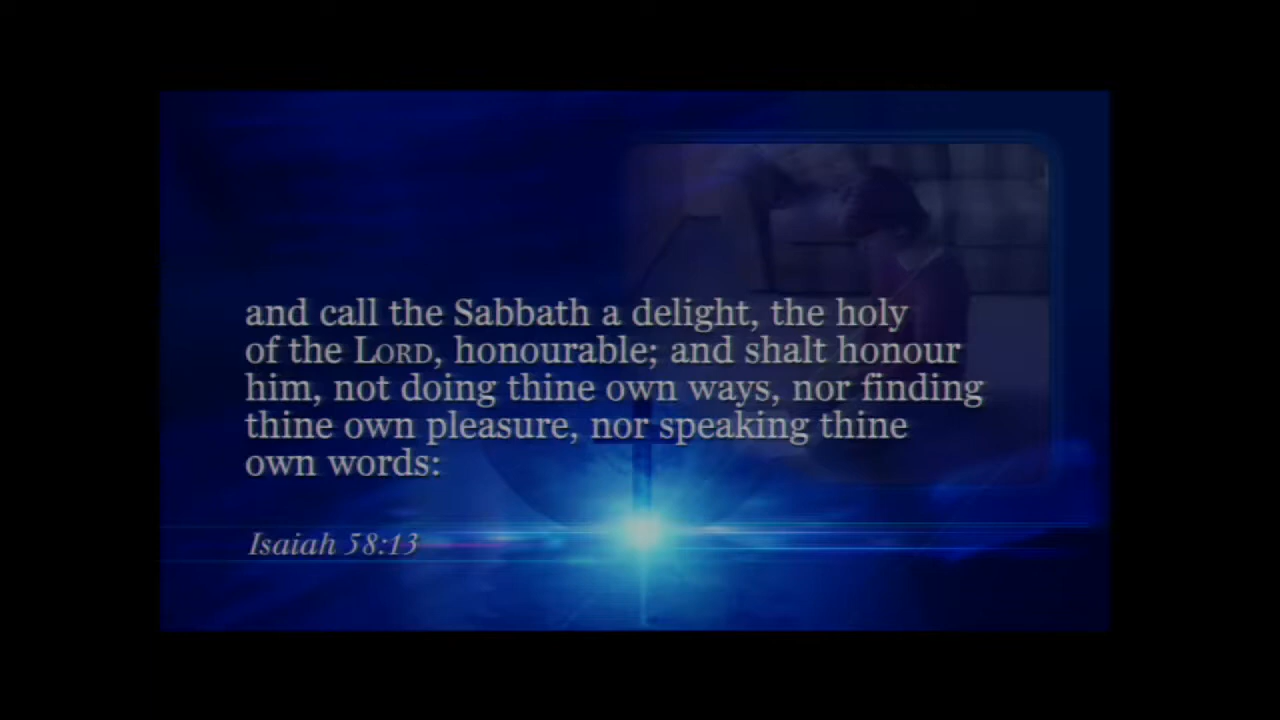 and call the Sabbath a delight, the holy
of the LORD, honourable; and shalt honour
him, not doing thine own ways, nor finding
thine own pleasure, nor speaking thine
own words:
Isaiah 58:13